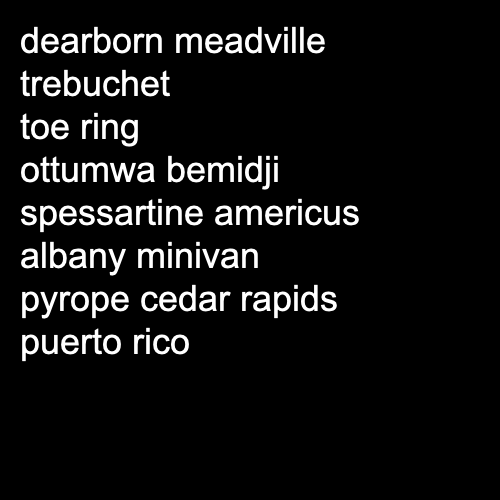 dearborn meadville
trebuchet
toe ring
ottumwa bemidji
spessartine americus
albany minivan
pyrope cedar rapids
puerto rico